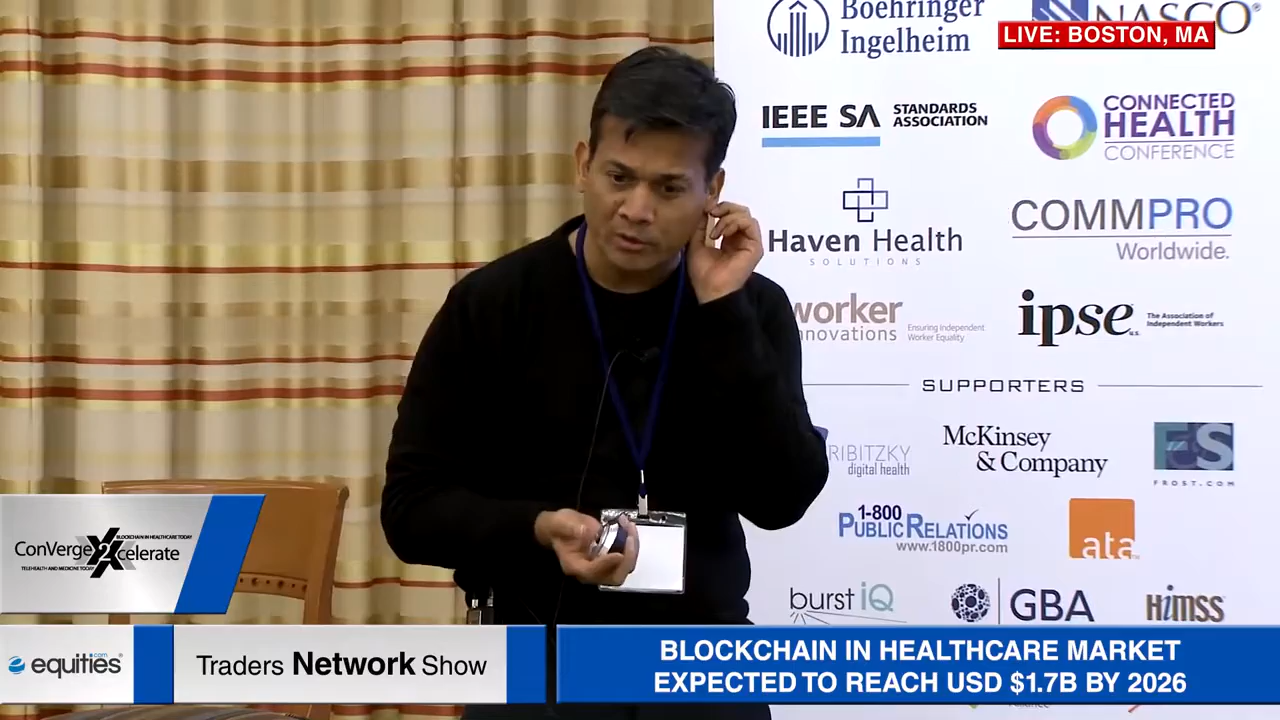 Boehringer
Ingelheim
NASCO
LIVE: BOSTON, MA
IEEE SA STANDARDS
ASSOCIATION
CONNECTED
HEALTH
CONFERENCE
Haven Health
SOLUTIONS
COMMPRO
Worldwide.
worker
nnovations
Ensuring Independent
Worker Equality
ipse u.s.
The Association of
Independent Workers
SUPPORTERS
RIBITZKY
digital health
McKinsey
& Company
FS
FROST.COM
1-800
PUBLIC RELATIONS
www.1800pr.com
ata
burst iQ
GBA
HiMSS
BLOCKCHAIN IN HEALTHCARE TODAY
ConVerge2Xcelerate
TELEHEALTH AND MEDICINE TODAY
equities.com
Traders Network Show
BLOCKCHAIN IN HEALTHCARE MARKET
EXPECTED TO REACH USD $1.7B BY 2026